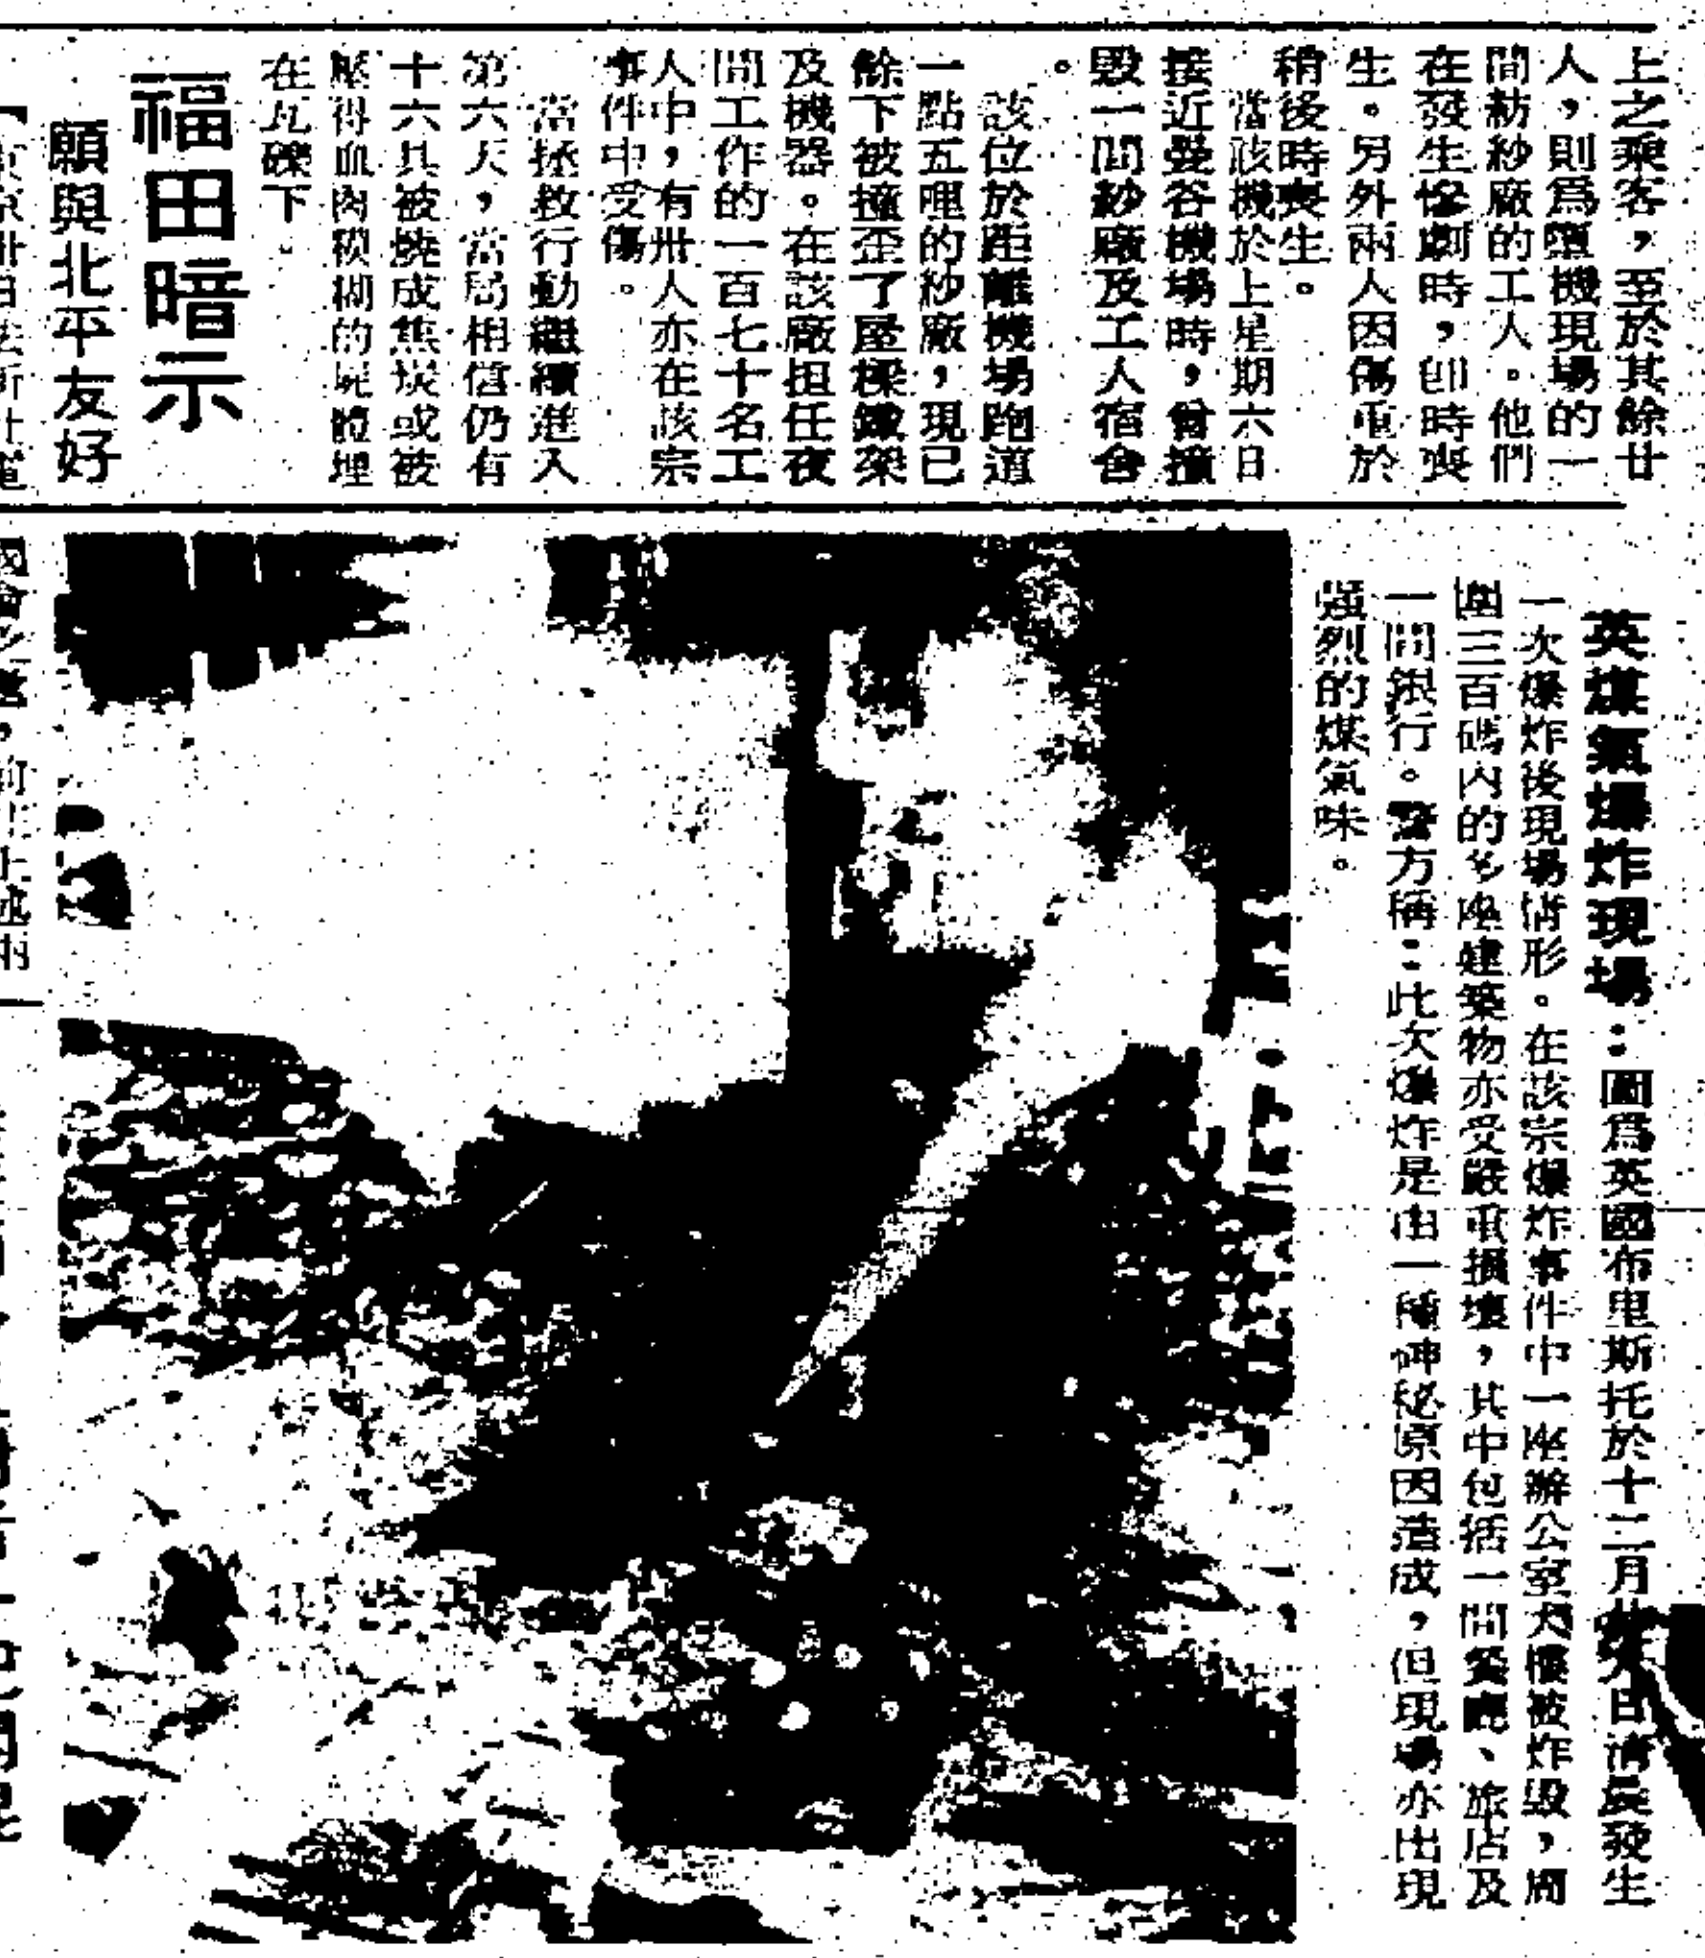 上之乘客，至於其餘廿
人，則爲墮機現場的一
間紡紗廠的工人。他們
在發生慘劇時，卽時喪
生。另外兩人因傷重於
稍後時喪生。
當該機於上星期六日
接近曼谷機場時，曾撞
毀一間紗廠及工人宿舍
。
該位於距離機場跑道
一點五哩的紗廠，現已
餘下被撞歪了屋樑鐵架
及機器。在該廠担任夜
間工作的一百七十名工
人中，有卅人亦在該宗
事件中受傷。
當拯救行動繼續進入
第六天，當局相信仍有
十六具被燒成焦炭或被
壓得血肉模糊的屍體埋
在瓦礫下。
福田暗示
願與北平友好
英煤氣爆炸現場：圖爲英國布里斯托於十二月 日清晨發生
一次爆炸後現場情形。在該宗爆炸事件中一座辦公室大樓被炸毀，周
圍三百碼內的多座建築物亦受嚴重損壞，其中包括一間餐廳、旅店及
一間銀行。警方稱：此次爆炸是由一種神秘原因造成，但現場亦出現
强烈的煤氣味。